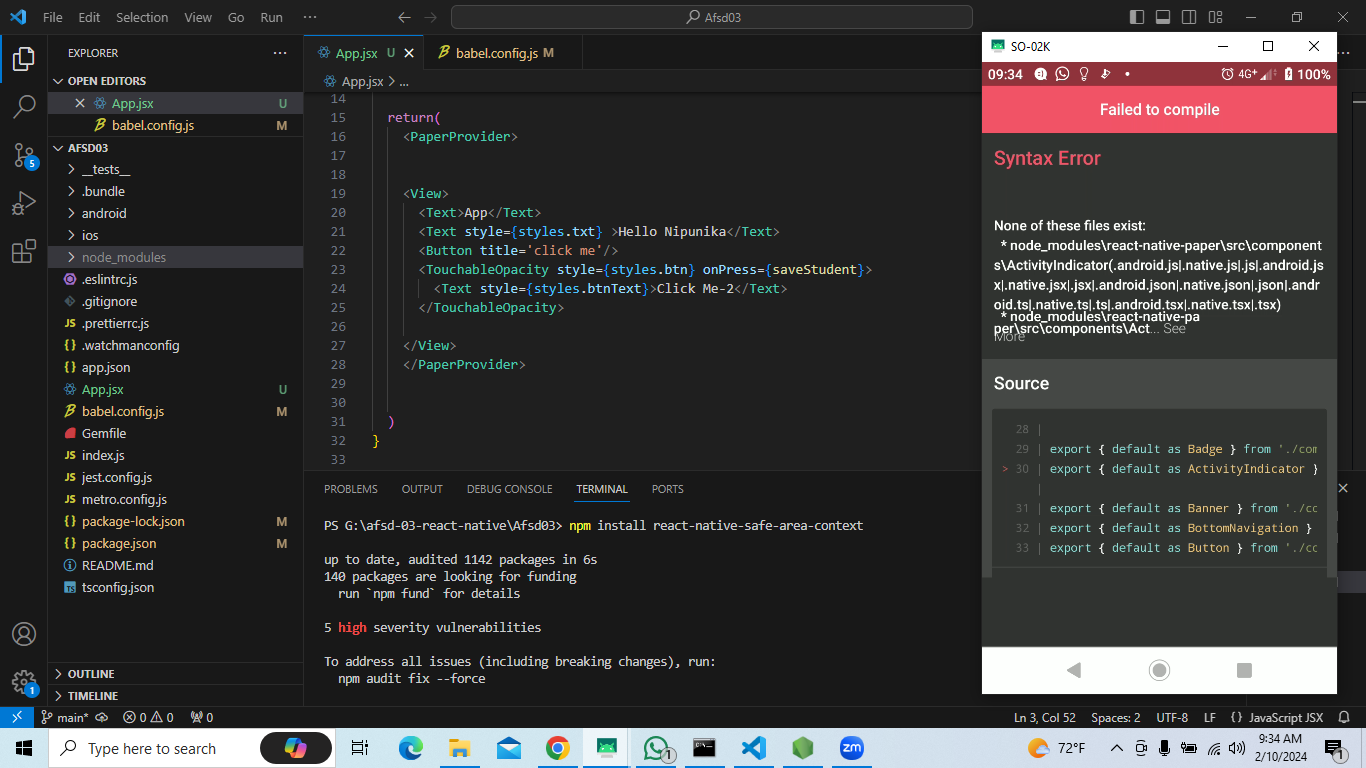 File Edit Selection View Go Run ··· Afsd03
EXPLORER ···
OPEN EDITORS
App.jsx U
babel.config.js M
AFSD03
__tests__
.bundle
android
ios
node_modules
.eslintrc.js
.gitignore
.prettierrc.js
.watchmanconfig
app.json
App.jsx U
babel.config.js M
Gemfile
index.js
jest.config.js
metro.config.js
package-lock.json M
package.json M
README.md
tsconfig.json
OUTLINE
TIMELINE
5
1
App.jsx U babel.config.js M
App.jsx > ...
14
15 return(
16 <PaperProvider>
17
18
19 <View>
20 <Text>App</Text>
21 <Text style={styles.txt} >Hello Nipunika</Text>
22 <Button title='click me'/>
23 <TouchableOpacity style={styles.btn} onPress={saveStudent}>
24 <Text style={styles.btnText}>Click Me-2</Text>
25 </TouchableOpacity>
26
27 </View>
28 </PaperProvider>
29
30
31 )
32 }
33
PROBLEMS OUTPUT DEBUG CONSOLE TERMINAL PORTS
PS G:\afsd-03-react-native\Afsd03> npm install react-native-safe-area-context
up to date, audited 1142 packages in 6s
140 packages are looking for funding
run `npm fund` for details
5 high severity vulnerabilities
To address all issues (including breaking changes), run:
npm audit fix --force
SO-02K
09:34 4G+ 100%
Failed to compile
Syntax Error
None of these files exist:
* node_modules\react-native-paper\src\component
s\ActivityIndicator(.android.js|.native.js|.js|.android.js
x|.native.jsx|.jsx|.android.json|.native.json|.json|.andr
oid.ts|.native.ts|.ts|.android.tsx|.native.tsx|.tsx)
* node_modules\react-native-pa
per\src\components\Act... See
More
Source
28 |
29 | export { default as Badge } from './com
> 30 | export { default as ActivityIndicator }
|
31 | export { default as Banner } from './co
32 | export { default as BottomNavigation }
33 | export { default as Button } from './co
main* 0 0 0 Ln 3, Col 52 Spaces: 2 UTF-8 LF {} JavaScript JSX
Type here to search 1 zm 72°F 9:34 AM
2/10/2024 1